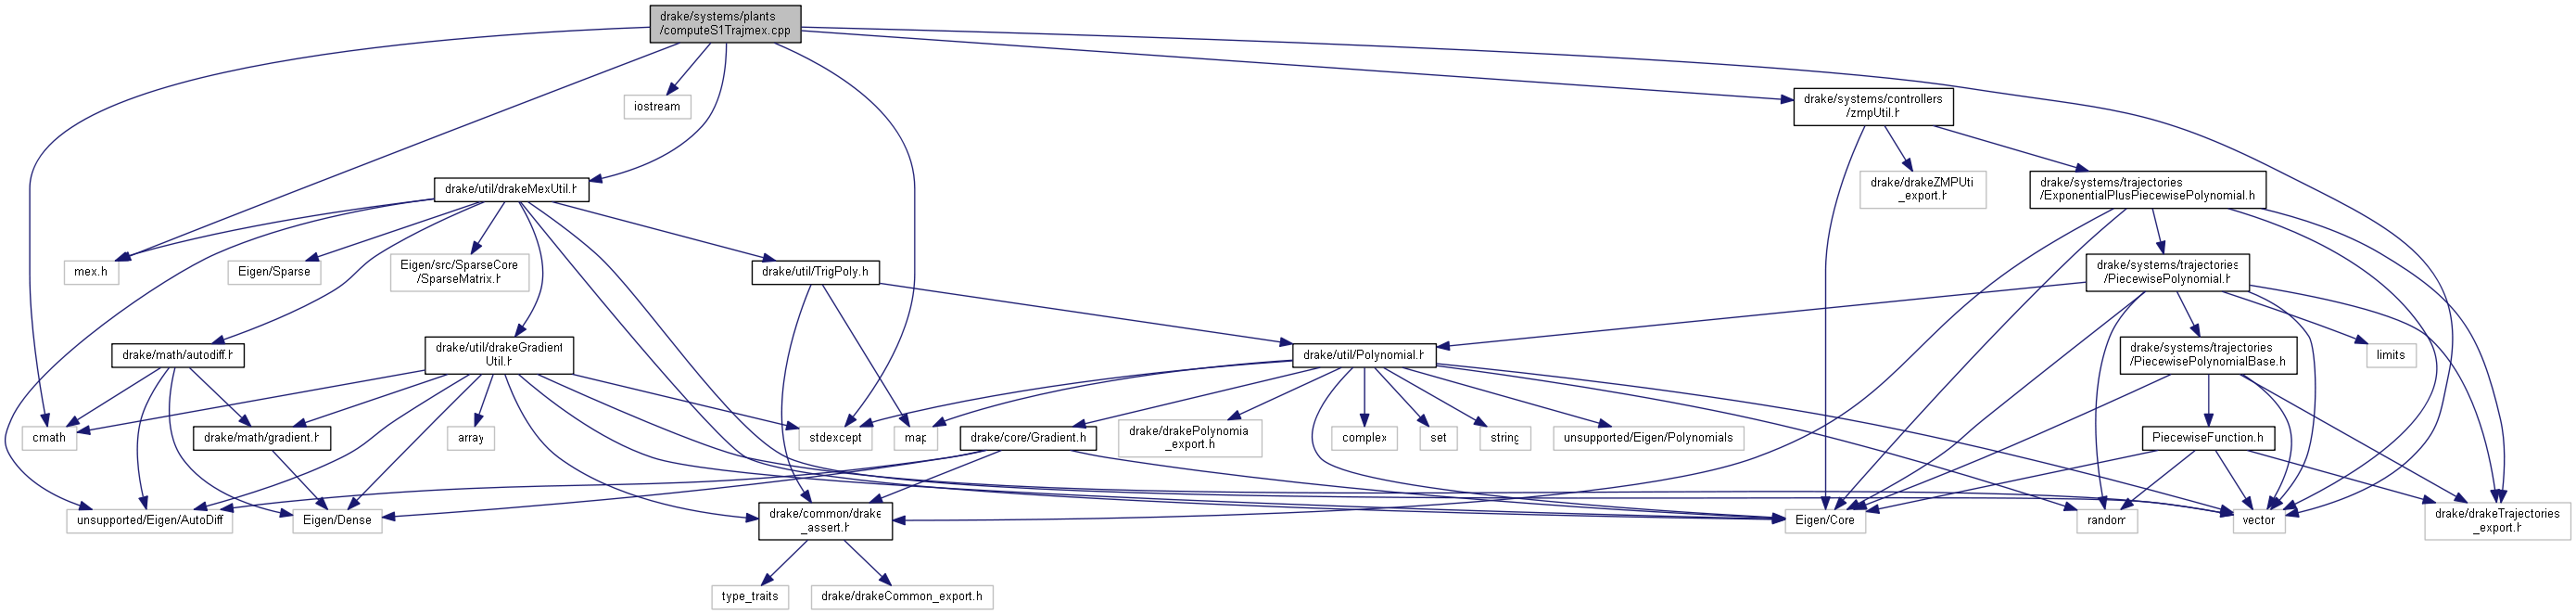 drake/systems/plants
/computeS1Trajmex.cpp
iostream
drake/systems/controllers
/zmpUtil.h
drake/util/drakeMexUtil.h
drake/drakeZMPUti
_export.h
drake/systems/trajectories
/ExponentialPlusPiecewisePolynomial.h
mex.h
Eigen/Sparse
Eigen/src/SparseCore
/SparseMatrix.h
drake/util/TrigPoly.h
drake/systems/trajectories
/PiecewisePolynomial.h
drake/math/autodiff.h
drake/util/drakeGradient
Util.h
drake/util/Polynomial.h
drake/systems/trajectories
/PiecewisePolynomialBase.h
limits
cmath
drake/math/gradient.h
array
stdexcept
map
drake/core/Gradient.h
drake/drakePolynomia
_export.h
complex
set
string
unsupported/Eigen/Polynomials
PiecewiseFunction.h
unsupported/Eigen/AutoDiff
Eigen/Dense
drake/common/drake
_assert.h
Eigen/Core
random
vector
drake/drakeTrajectories
_export.h
type_traits
drake/drakeCommon_export.h